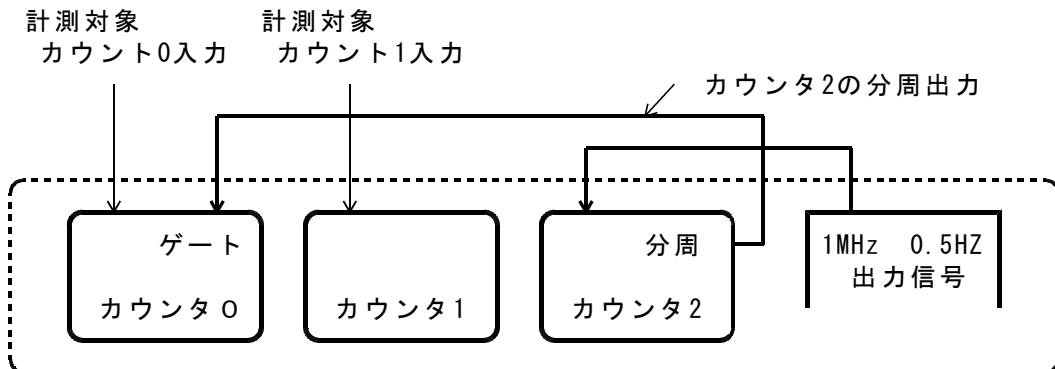 計測対象
カウント0入力
計測対象
カウント1入力
カウンタ2の分周出力
ゲート
カウンタ０
カウンタ1
分周
カウンタ2
1MHz 0.5HZ
出力信号